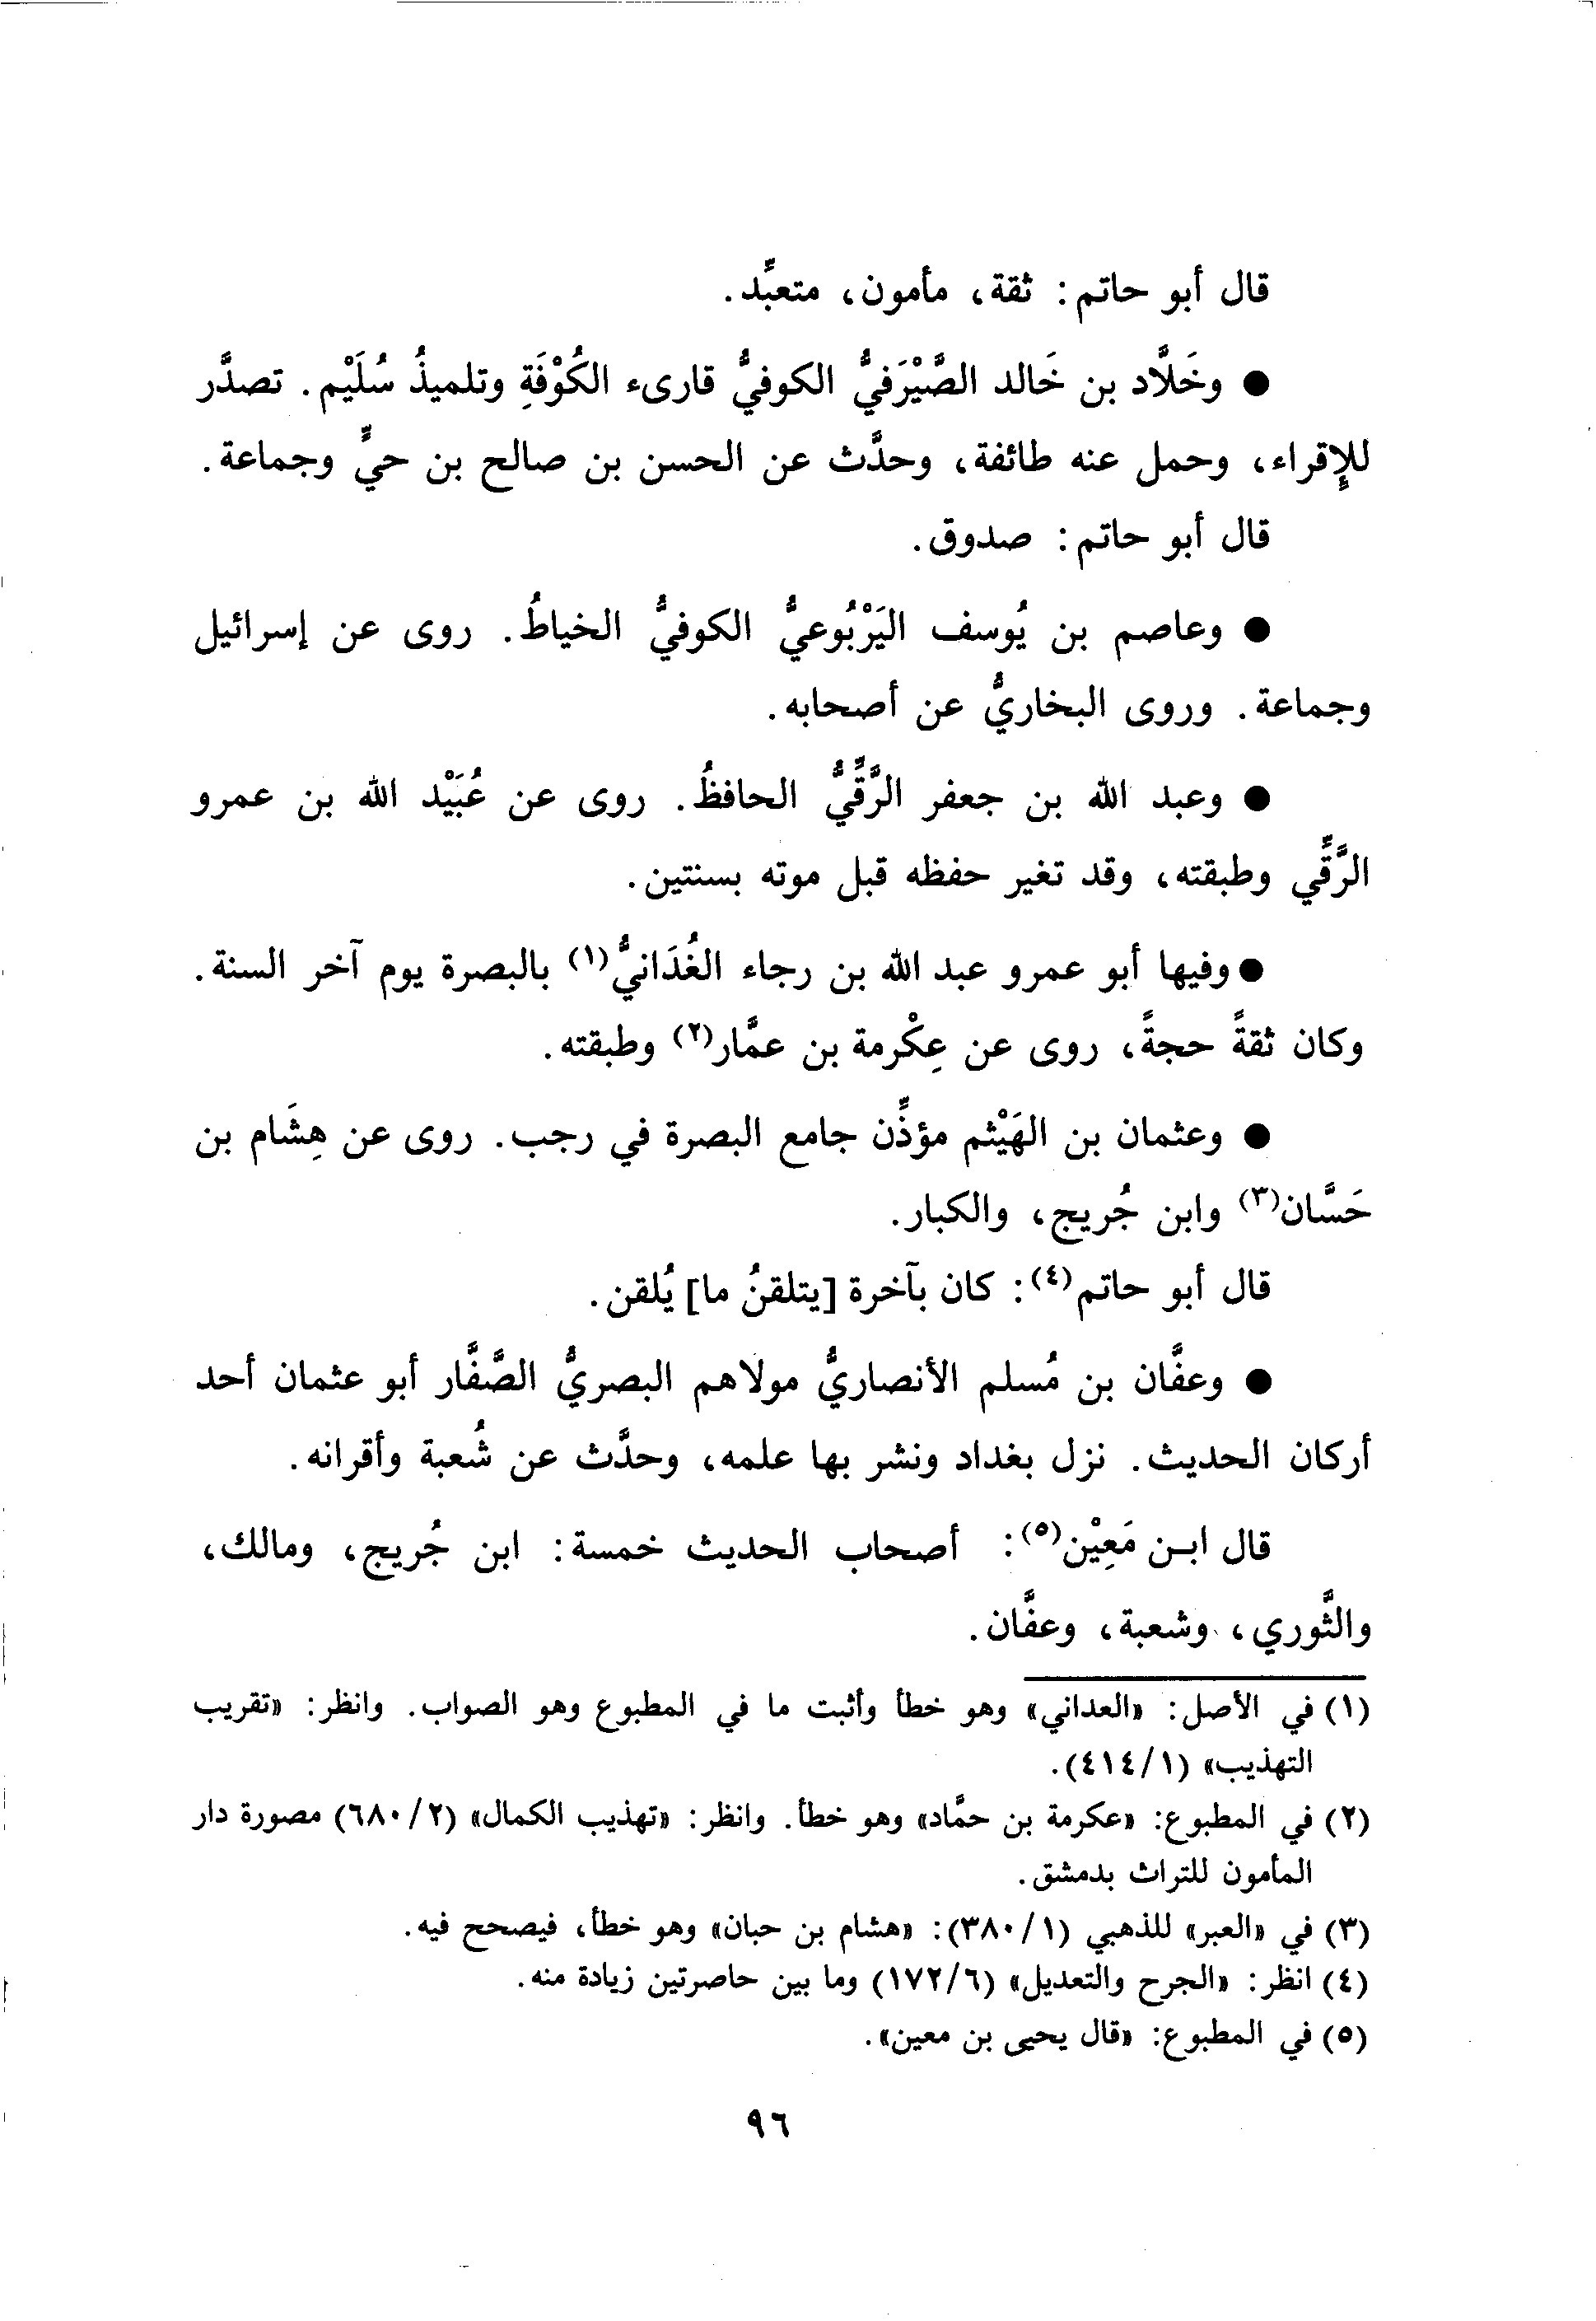 قال أبو حاتم: ثقة، مأمون، متعبِّد.
● وخَلَّاد بن خَالد الصَّيْرَفيُّ الكوفيُّ قارىء الكُوْفَةِ وتلميذُ سُلَيْم. تصدَّر
للإقراء، وحمل عنه طائفة، وحدَّث عن الحسن بن صالح بن حيٍّ وجماعة.
قال أبو حاتم: صدوق.
● وعاصم بن يُوسف اليَرْبُوعيُّ الكوفيُّ الخياطُ. روى عن إسرائيل
وجماعة. وروى البخاريُّ عن أصحابه.
● وعبد الله بن جعفر الرَّقِّيُّ الحافظُ. روى عن عُبَيْد الله بن عمرو
الرَّقِّي وطبقته، وقد تغير حفظه قبل موته بسنتين.
● وفيها أبو عمرو عبد الله بن رجاء الغُدَانيُّ(١) بالبصرة يوم آخر السنة.
وكان ثقةً حجةً، روى عن عِكْرمة بن عمَّار(٢) وطبقته.
● وعثمان بن الهَيْثم مؤذِّن جامع البصرة في رجب. روى عن هِشَام بن
حَسَّان(٣) وابن جُريج، والكبار.
قال أبو حاتم(٤): كان بآخرة [يتلقنُ ما] يُلقن.
● وعفَّان بن مُسلم الأنصاريُّ مولاهم البصريُّ الصَّفَّار أبو عثمان أحد
أركان الحديث. نزل بغداد ونشر بها علمه، وحدَّث عن شُعبة وأقرانه.
قال ابـن مَعِيْن(٥): أصحاب الحديث خمسة: ابن جُريج، ومالك،
والثَّوري، وشعبة، وعفَّان.
(١) في الأصل: «العداني» وهو خطأ وأثبت ما في المطبوع وهو الصواب. وانظر: «تقريب
التهذيب» (٤١٤/١).
(٢) في المطبوع: «عكرمة بن حمَّاد» وهو خطأ. وانظر: «تهذيب الكمال» (٦٨٠/٢) مصورة دار
المأمون للتراث بدمشق.
(٣) في «العبر» للذهبي (٣٨٠/١): «هشام بن حبان» وهو خطأ، فيصحح فيه.
(٤) انظر: «الجرح والتعديل» (١٧٢/٦) وما بين حاصرتين زيادة منه.
(٥) في المطبوع: «قال يحيى بن معين».
٩٦